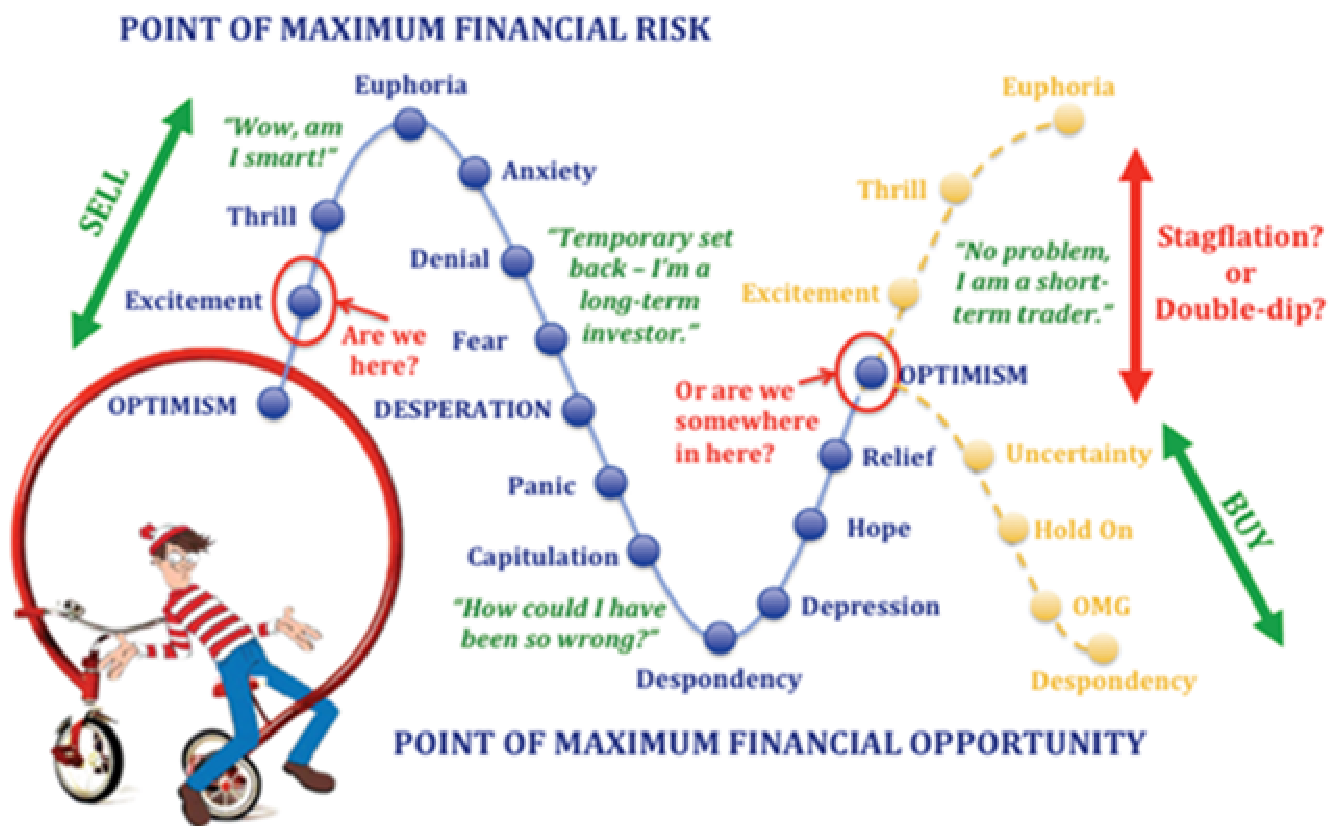 POINT OF MAXIMUM FINANCIAL RISK
Euphoria
"Wow, am
I smart!"
SELL
Thrill
Anxiety
Excitement
Are we
here?
Denial
"Temporary set
back – I'm a
long-term
investor."
Fear
OPTIMISM
DESPERATION
Panic
Capitulation
"How could I have
been so wrong?"
Despondency
Depression
Hope
Relief
Or are we
somewhere
in here?
OPTIMISM
Excitement
Thrill
Euphoria
"No problem,
I am a short-
term trader."
Stagflation?
or
Double-dip?
Uncertainty
Hold On
OMG
Despondency
BUY
POINT OF MAXIMUM FINANCIAL OPPORTUNITY